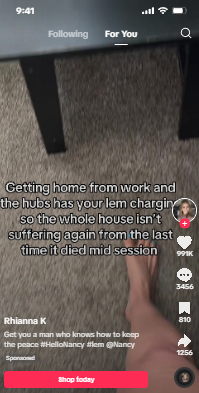 9:41
Following For You
Getting home from work and
the hubs has your lem charging
so the whole house isn't
suffering again from the last
time it died mid session
991K
3456
810
1256
Rhianna K
Get you a man who knows how to keep
the peace #HelloNancy #lem @Nancy
Sponsored
Shop today